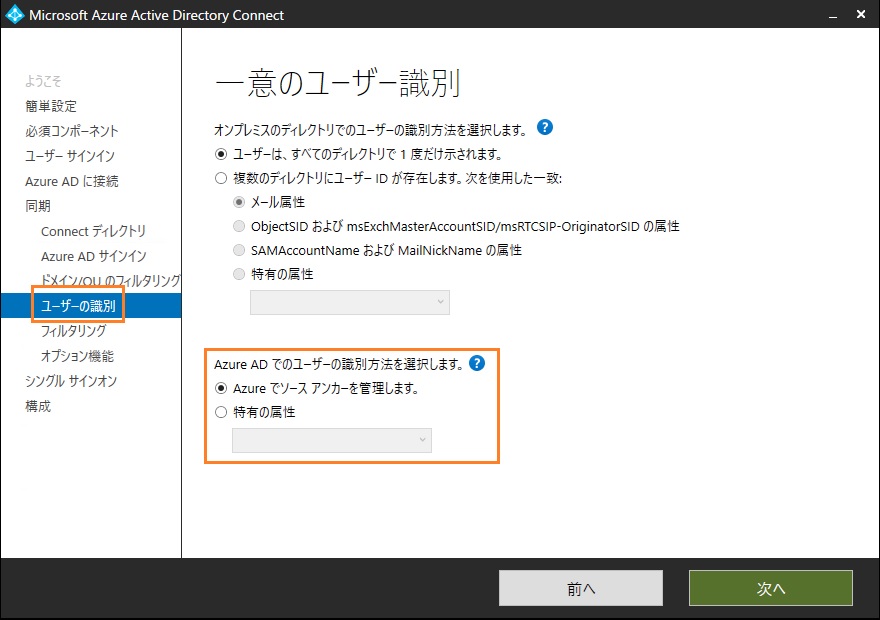 Microsoft Azure Active Directory Connect
ようこそ
簡単設定
必須コンポーネント
ユーザー サインイン
Azure AD に接続
同期
Connect ディレクトリ
Azure AD サインイン
ドメイン/OU のフィルタリング
ユーザーの識別
フィルタリング
オプション機能
シングル サインオン
構成
一意のユーザー識別
オンプレミスのディレクトリでのユーザーの識別方法を選択します。 ?
ユーザーは、すべてのディレクトリで 1 度だけ示されます。
複数のディレクトリにユーザー ID が存在します。次を使用した一致:
メール属性
ObjectSID および msExchMasterAccountSID/msRTCSIP-OriginatorSID の属性
SAMAccountName および MailNickName の属性
特有の属性
Azure AD でのユーザーの識別方法を選択します。 ?
Azure でソース アンカーを管理します。
特有の属性
前へ
次へ